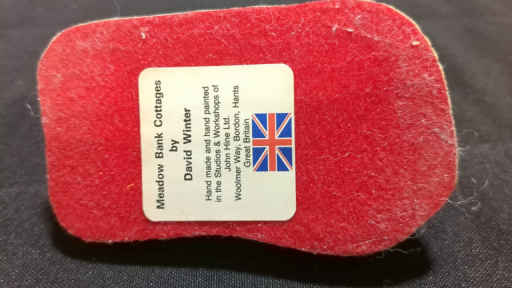 Meadow Bank Cottages
by
David Winter
Hand made and hand painted
in the Studios & Workshops of
John Hine Ltd.
Woolmer Way, Bordon, Hants
Great Britain